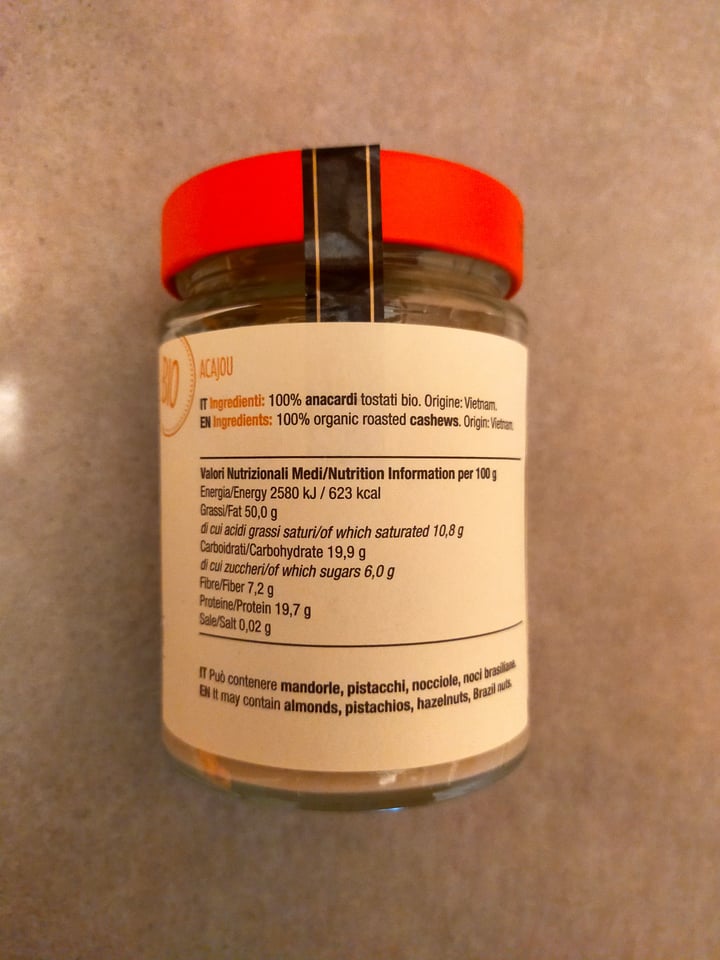 BIO
ACAJOU
IT Ingredienti: 100% anacardi tostati bio. Origine: Vietnam.
EN Ingredients: 100% organic roasted cashews. Origin: Vietnam.
Valori Nutrizionali Medi/Nutrition Information per 100 g
Energia/Energy 2580 kJ / 623 kcal
Grassi/Fat 50,0 g
di cui acidi grassi saturi/of which saturated 10,8 g
Carboidrati/Carbohydrate 19,9 g
di cui zuccheri/of which sugars 6,0 g
Fibre/Fiber 7,2 g
Proteine/Protein 19,7 g
Sale/Salt 0,02 g
IT Può contenere mandorle, pistacchi, nocciole, noci brasiliane.
EN It may contain almonds, pistachios, hazelnuts, Brazil nuts.